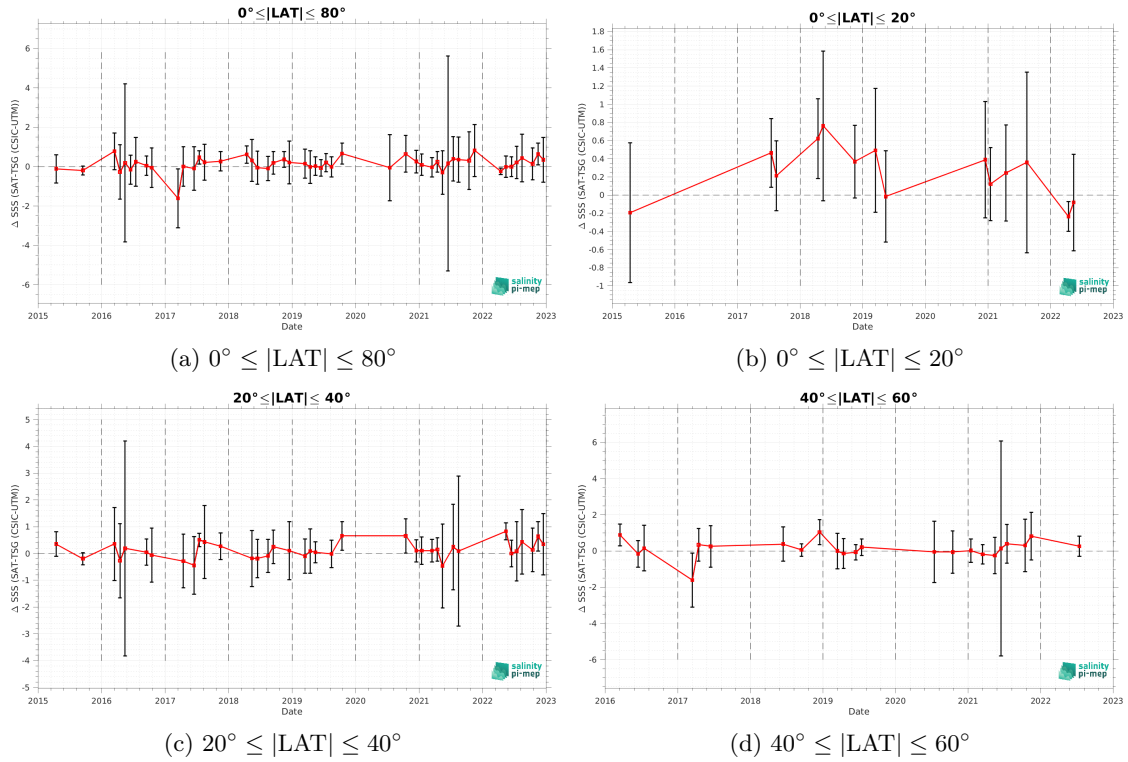 0°≤|LAT|≤ 80°
Δ SSS (SAT-TSG (CSIC-UTM))
6
4
2
0
-2
-4
-6
2015 2016 2017 2018 2019 2020 2021 2022 2023
Date
salinity
pi-mep
(a) 0° ≤ |LAT| ≤ 80°
0°≤|LAT|≤ 20°
Δ SSS (SAT-TSG (CSIC-UTM))
1.8
1.6
1.4
1.2
1
0.8
0.6
0.4
0.2
0
-0.2
-0.4
-0.6
-0.8
-1
2015 2016 2017 2018 2019 2020 2021 2022 2023
Date
salinity
pi-mep
(b) 0° ≤ |LAT| ≤ 20°
20°≤|LAT|≤ 40°
Δ SSS (SAT-TSG (CSIC-UTM))
5
4
3
2
1
0
-1
-2
-3
-4
-5
2015 2016 2017 2018 2019 2020 2021 2022 2023
Date
salinity
pi-mep
(c) 20° ≤ |LAT| ≤ 40°
40°≤|LAT|≤ 60°
Δ SSS (SAT-TSG (CSIC-UTM))
6
4
2
0
-2
-4
-6
2016 2017 2018 2019 2020 2021 2022 2023
Date
salinity
pi-mep
(d) 40° ≤ |LAT| ≤ 60°